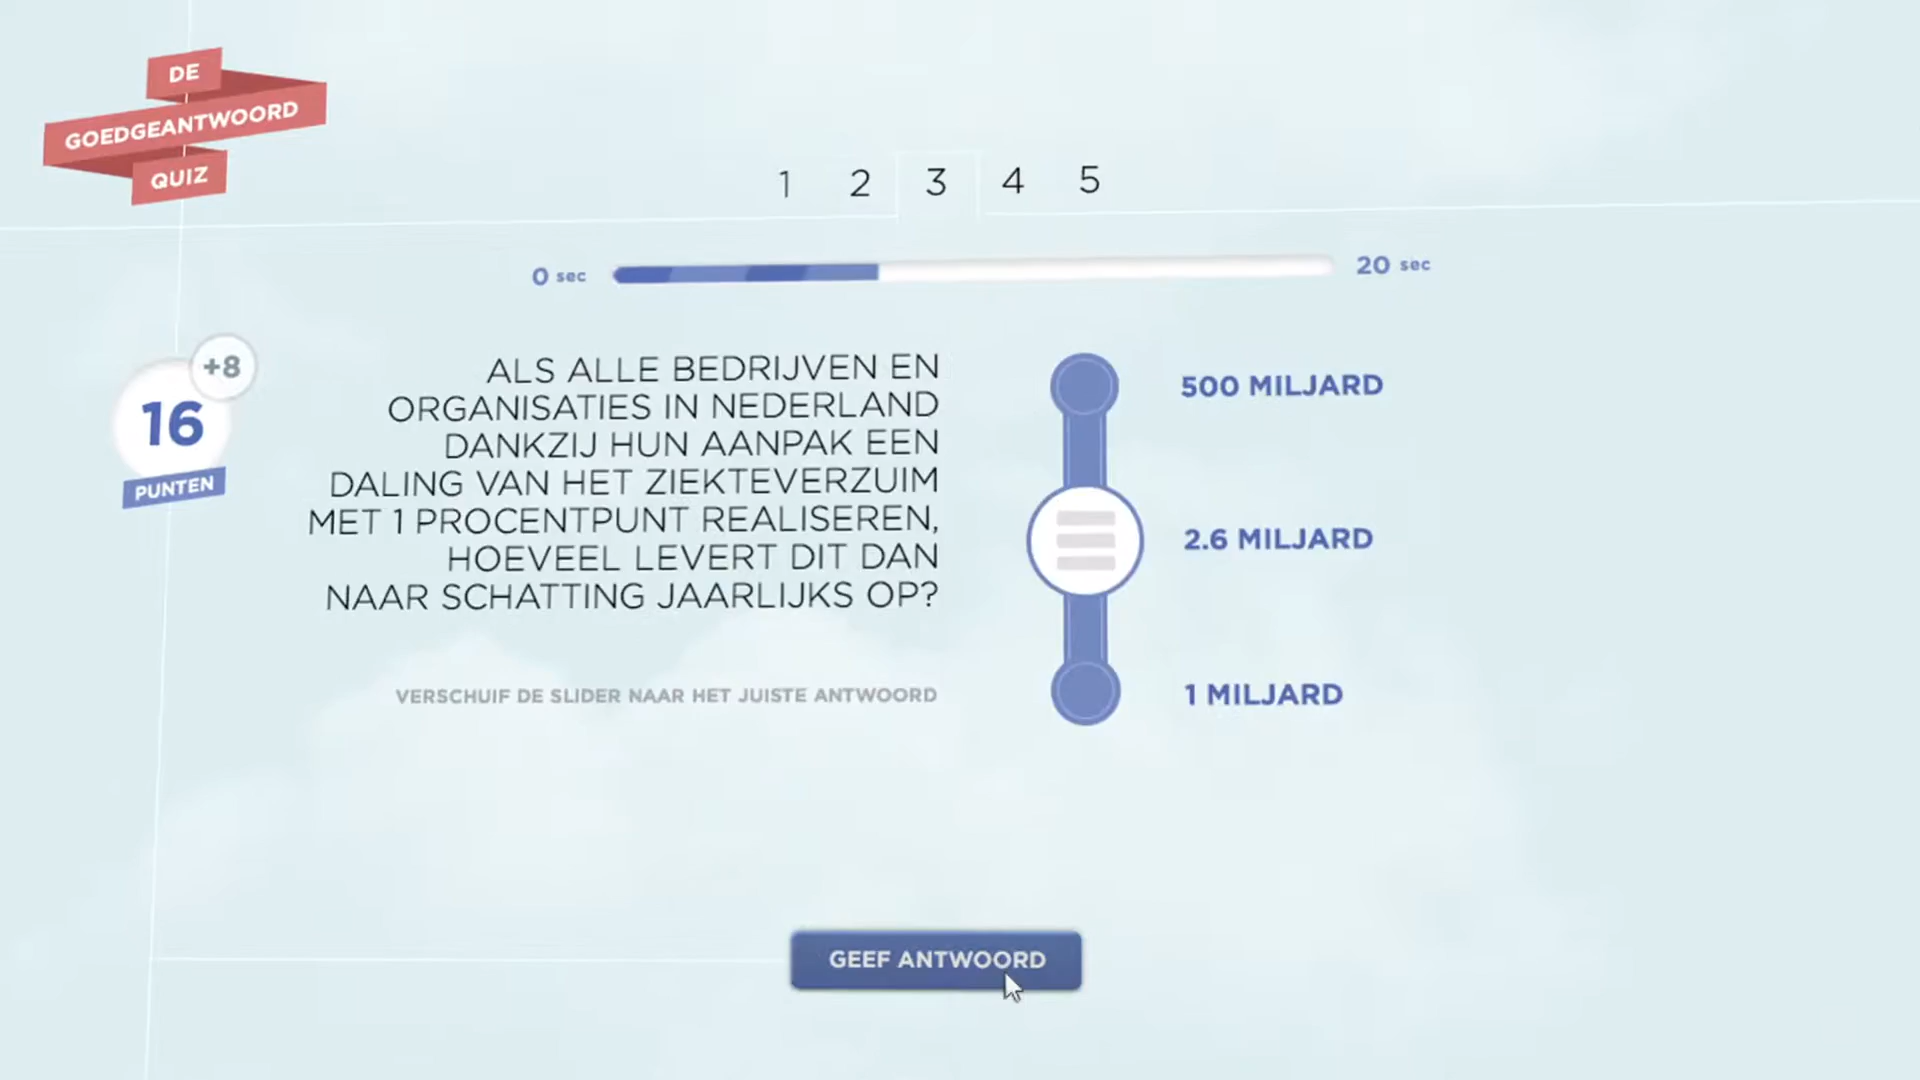 DE
GOEDGEANTWOORD
QUIZ
1 2 3 4 5
0 sec
20 sec
+8
16
PUNTEN
ALS ALLE BEDRIJVEN EN
ORGANISATIES IN NEDERLAND
DANKZIJ HUN AANPAK EEN
DALING VAN HET ZIEKTEVERZUIM
MET 1 PROCENTPUNT REALISEREN,
HOEVEEL LEVERT DIT DAN
NAAR SCHATTING JAARLIJKS OP?
VERSCHUIF DE SLIDER NAAR HET JUISTE ANTWOORD
500 MILJARD
2.6 MILJARD
1 MILJARD
GEEF ANTWOORD